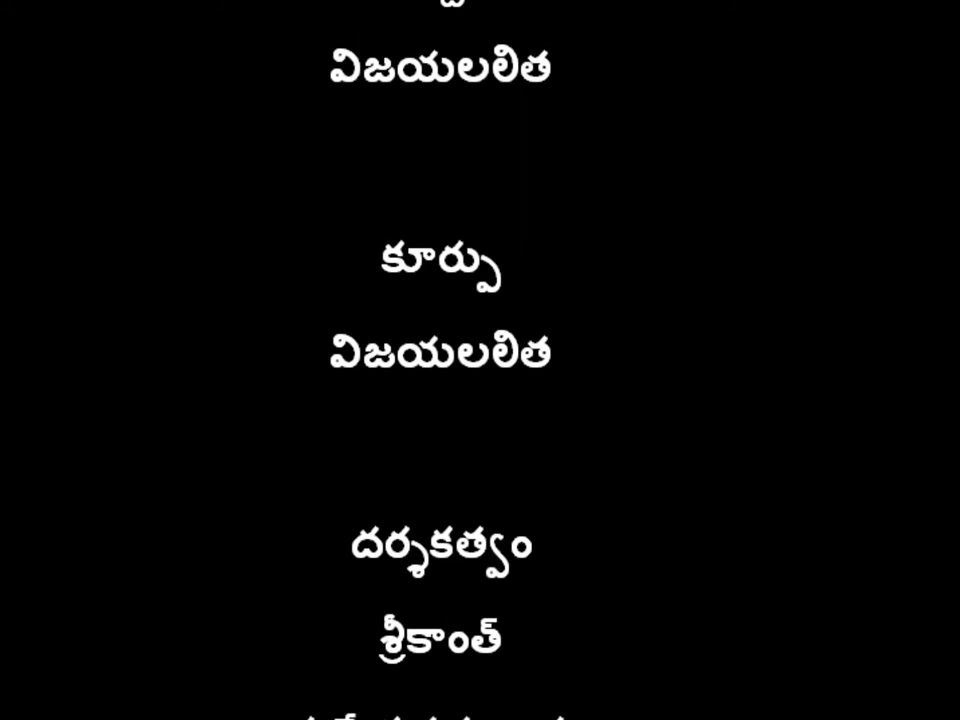 విజయలలిత
కూర్పు
విజయలలిత
దర్శకత్వం
శ్రీకాంత్